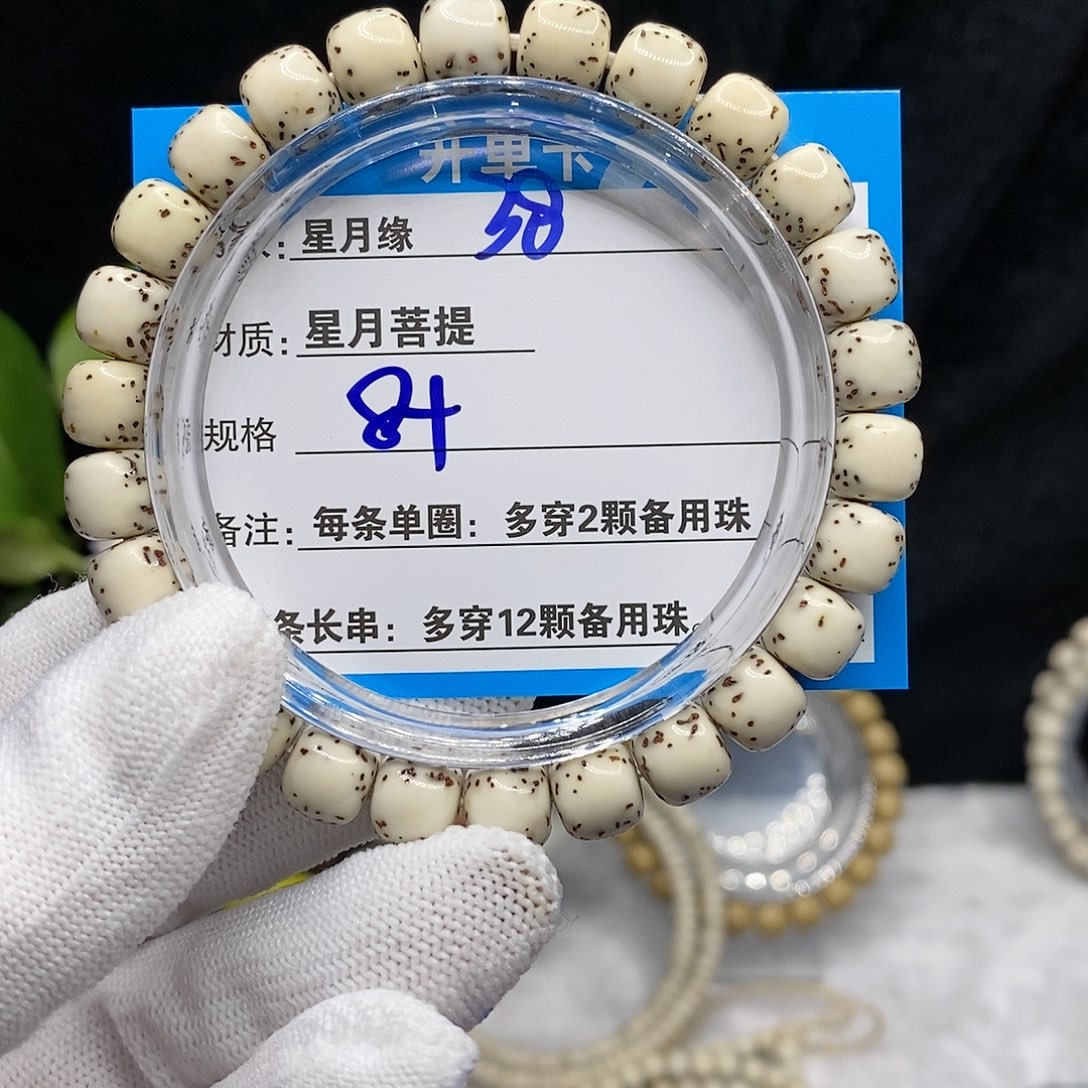 开单卡
星月缘
材质：星月菩提
规格
备注：每条单圈：多穿2颗备用珠
条长串：多穿12颗备用珠。